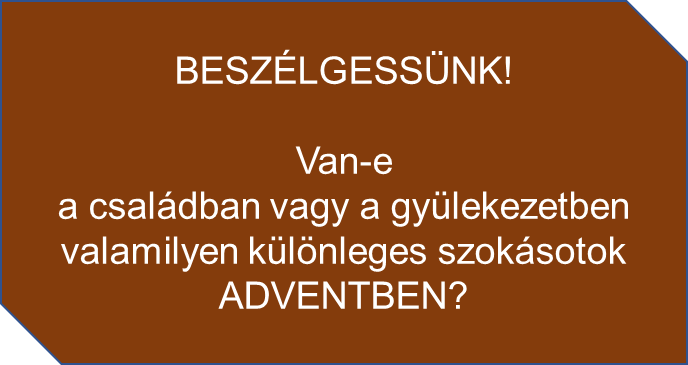 BESZÉLGESSÜNK!
Van-e
a családban vagy a gyülekezetben
valamilyen különleges szokásotok
ADVENTBEN?